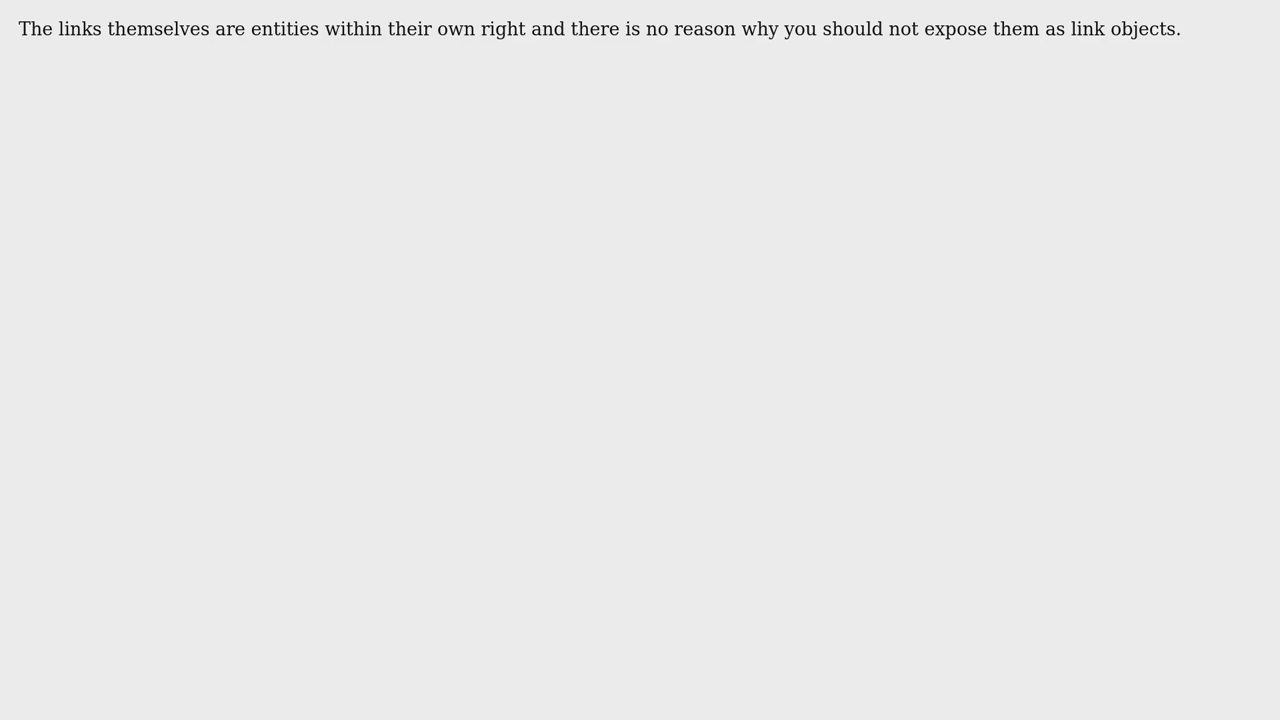 The links themselves are entities within their own right and there is no reason why you should not expose them as link objects.